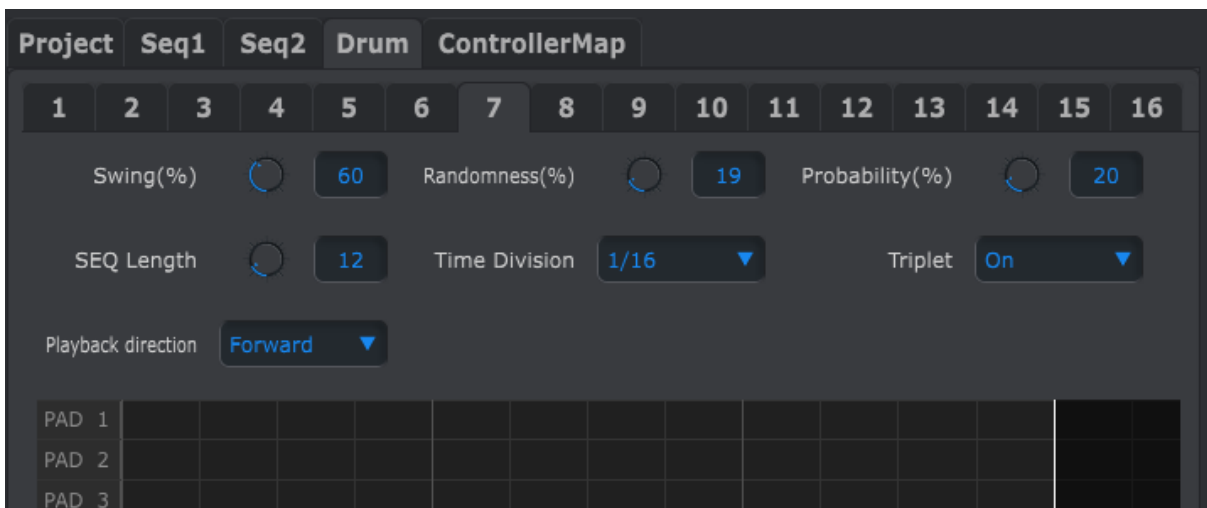 Project Seq1 Seq2 Drum ControllerMap
1 2 3 4 5 6 7 8 9 10 11 12 13 14 15 16
Swing(%) 60 Randomness(%) 19 Probability(%) 20
SEQ Length 12 Time Division 1/16 Triplet On
Playback direction Forward
PAD 1
PAD 2
PAD 3